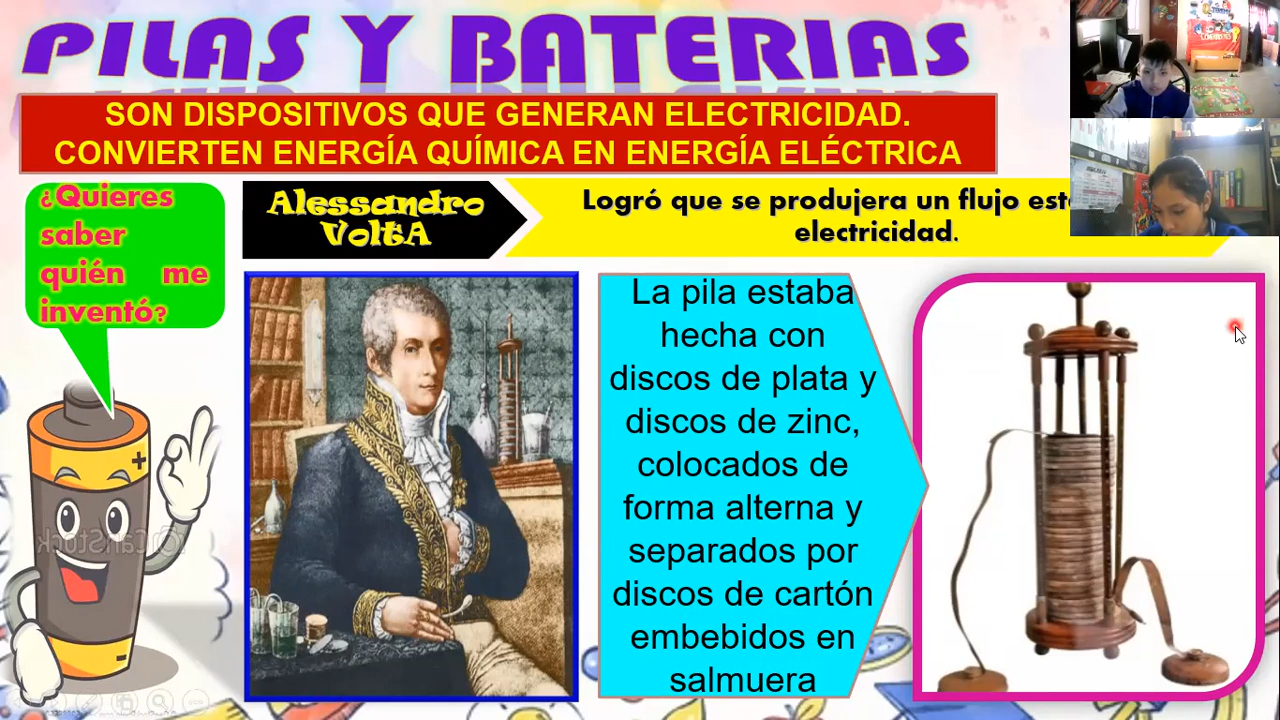 PILAS Y BATERIAS
SON DISPOSITIVOS QUE GENERAN ELECTRICIDAD.
CONVIERTEN ENERGÍA QUÍMICA EN ENERGÍA ELÉCTRICA
¿Quieres
saber
quién me
inventó?
Alessandro
VoltA
Logró que se produjera un flujo
electricidad.
La pila estaba
hecha con
discos de plata y
discos de zinc,
colocados de
forma alterna y
separados por
discos de cartón
embebidos en
salmuera
+
-
CanStock